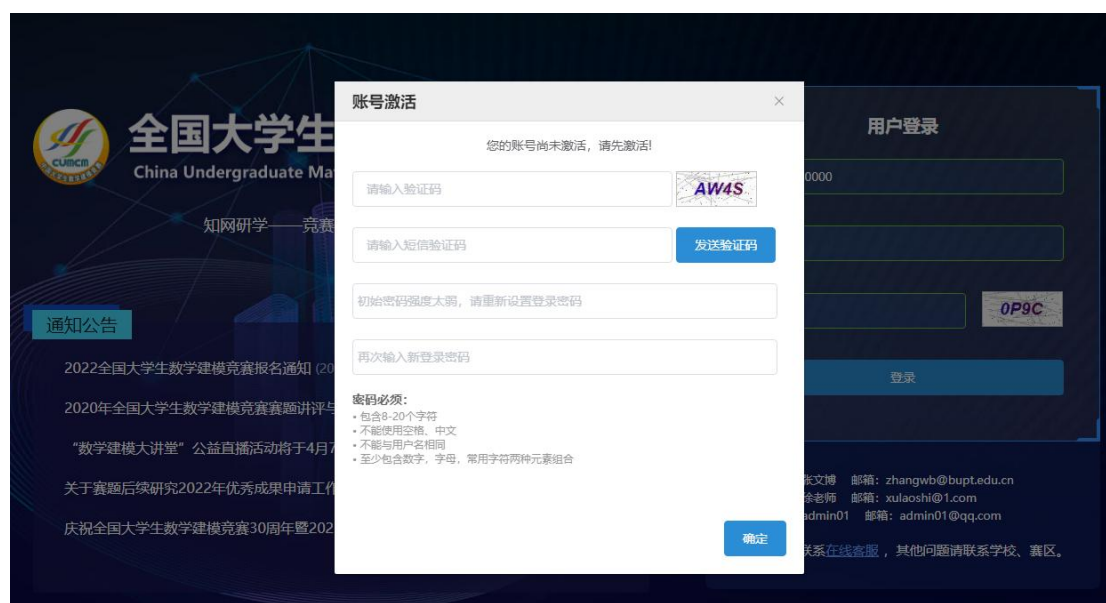 全国大学生
CUMCM
China Undergraduate Ma
知网研学——竞赛
通知公告
2022全国大学生数学建模竞赛报名通知 (20
2020年全国大学生数学建模竞赛赛题讲评与
“数学建模大讲堂”公益直播活动将于4月7
关于赛题后续研究2022年优秀成果申请工作
庆祝全国大学生数学建模竞赛30周年暨202
账号激活 ×
您的账号尚未激活，请先激活!
请输入验证码 AW4S
请输入短信验证码 发送验证码
初始密码强度太弱，请重新设置登录密码
再次输入新登录密码
密码必须：
• 包含8-20个字符
• 不能使用空格、中文
• 不能与用户名相同
• 至少包含数字，字母，常用字符两种元素组合
确定
用户登录
0000
0P9C
登录
张文博 邮箱：zhangwb@bupt.edu.cn
徐老师 邮箱：xulaoshi@1.com
admin01 邮箱：admin01@qq.com
联系在线客服，其他问题请联系学校、赛区。